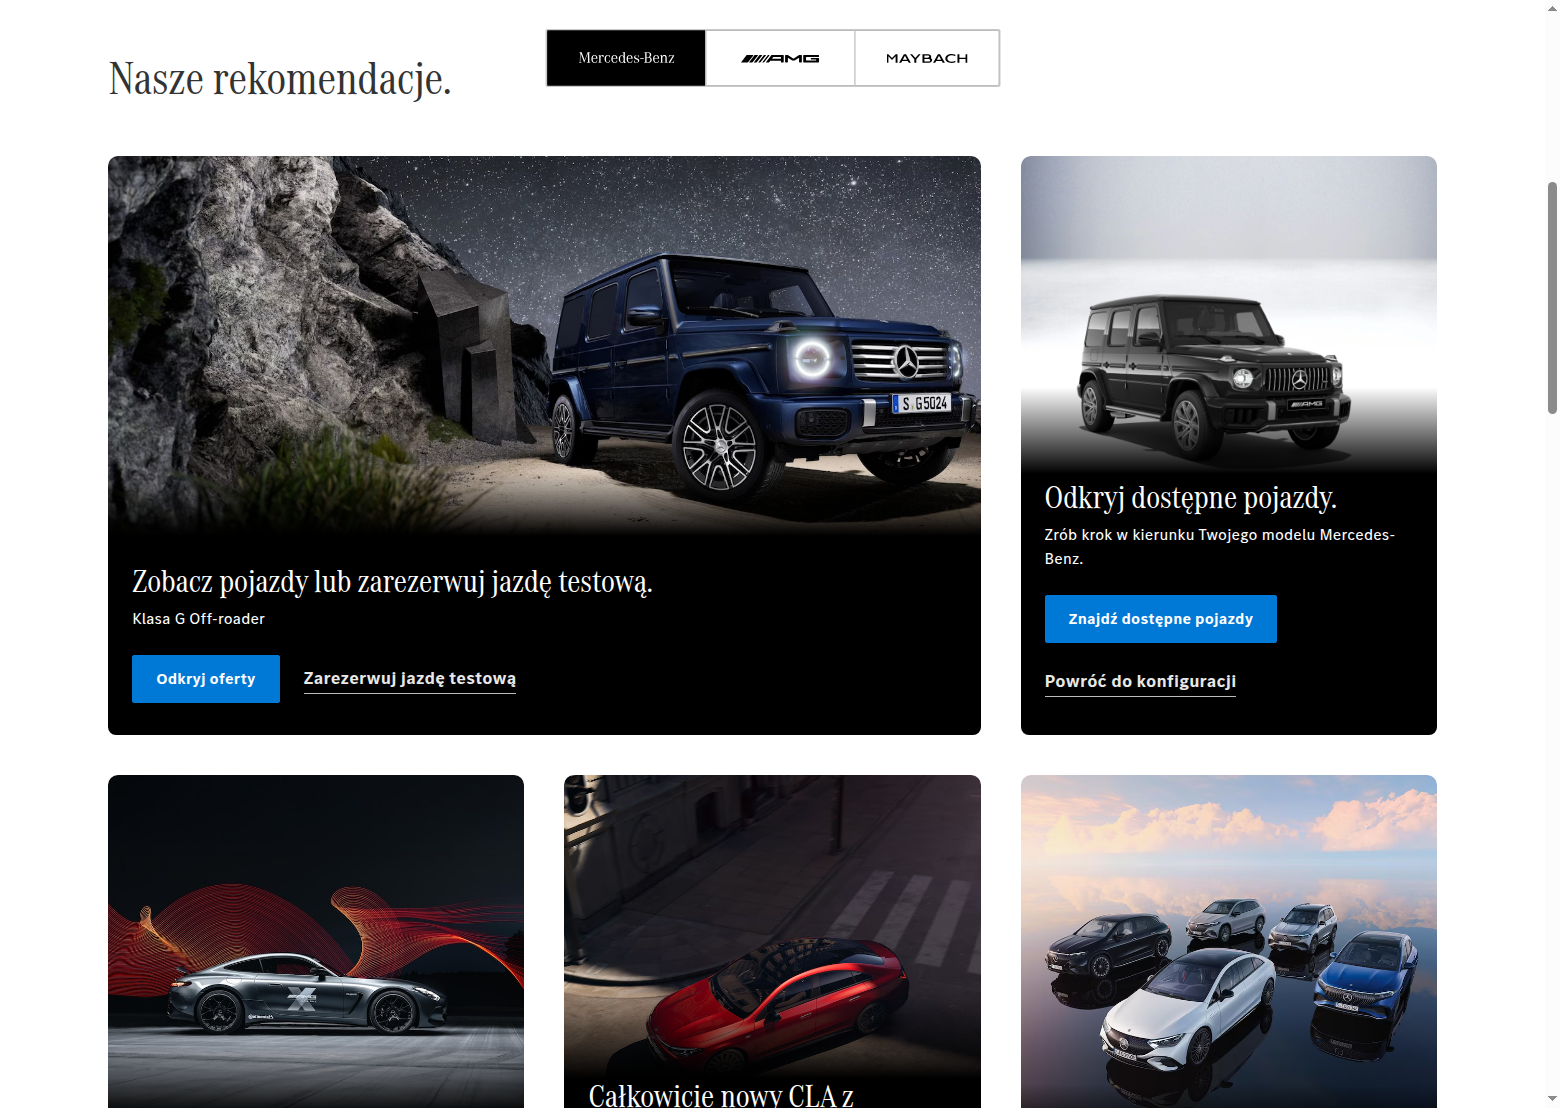 Nasze rekomendacje.
Mercedes-Benz
AMG
MAYBACH
S G 5024
AMG
Zobacz pojazdy lub zarezerwuj jazdę testową.
Klasa G Off-roader
Odkryj oferty
Zarezerwuj jazdę testową
Odkryj dostępne pojazdy.
Zrób krok w kierunku Twojego modelu Mercedes-
Benz.
Znajdź dostępne pojazdy
Powróć do konfiguracji
X
Całkowicie nowy CLA z